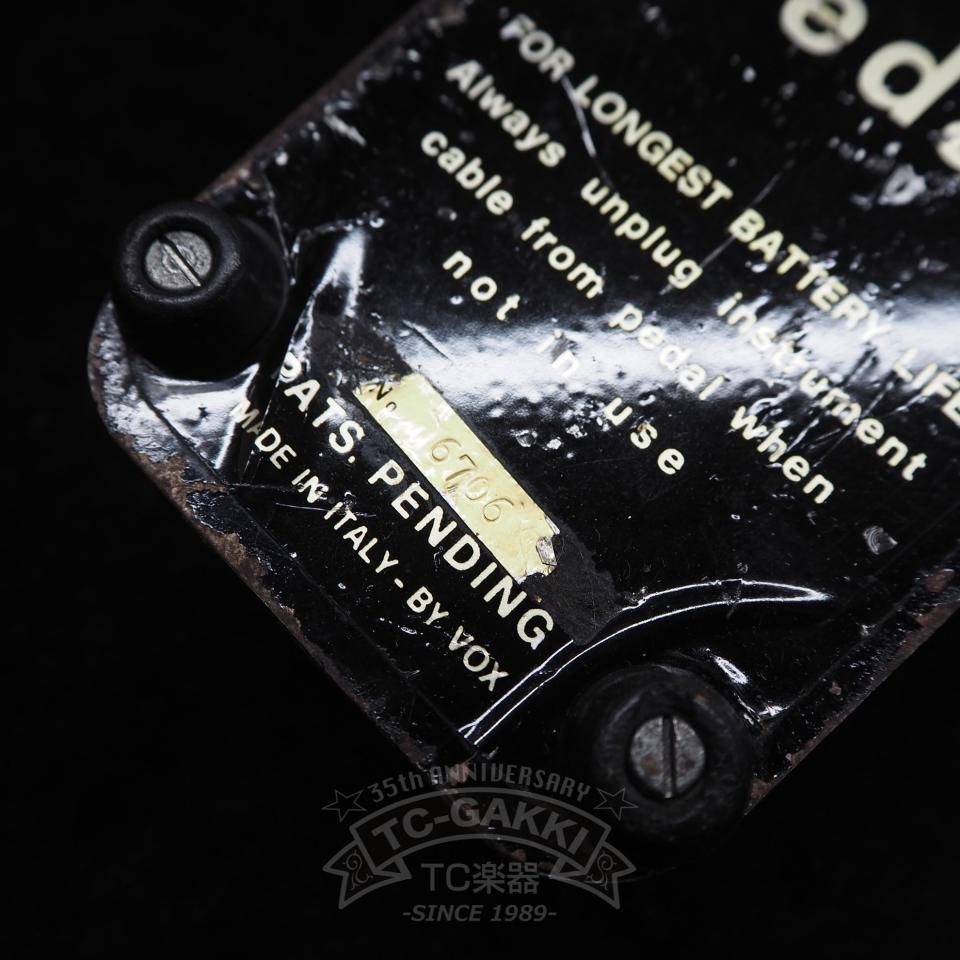 eda
FOR LONGEST BATTERY LIFE
Always unplug instrument
cable from pedal when
not in use
N. 6706
PATS. PENDING
MADE IN ITALY - BY VOX
35th ANNIVERSARY
TC-GAKKI
TC楽器
-SINCE 1989-